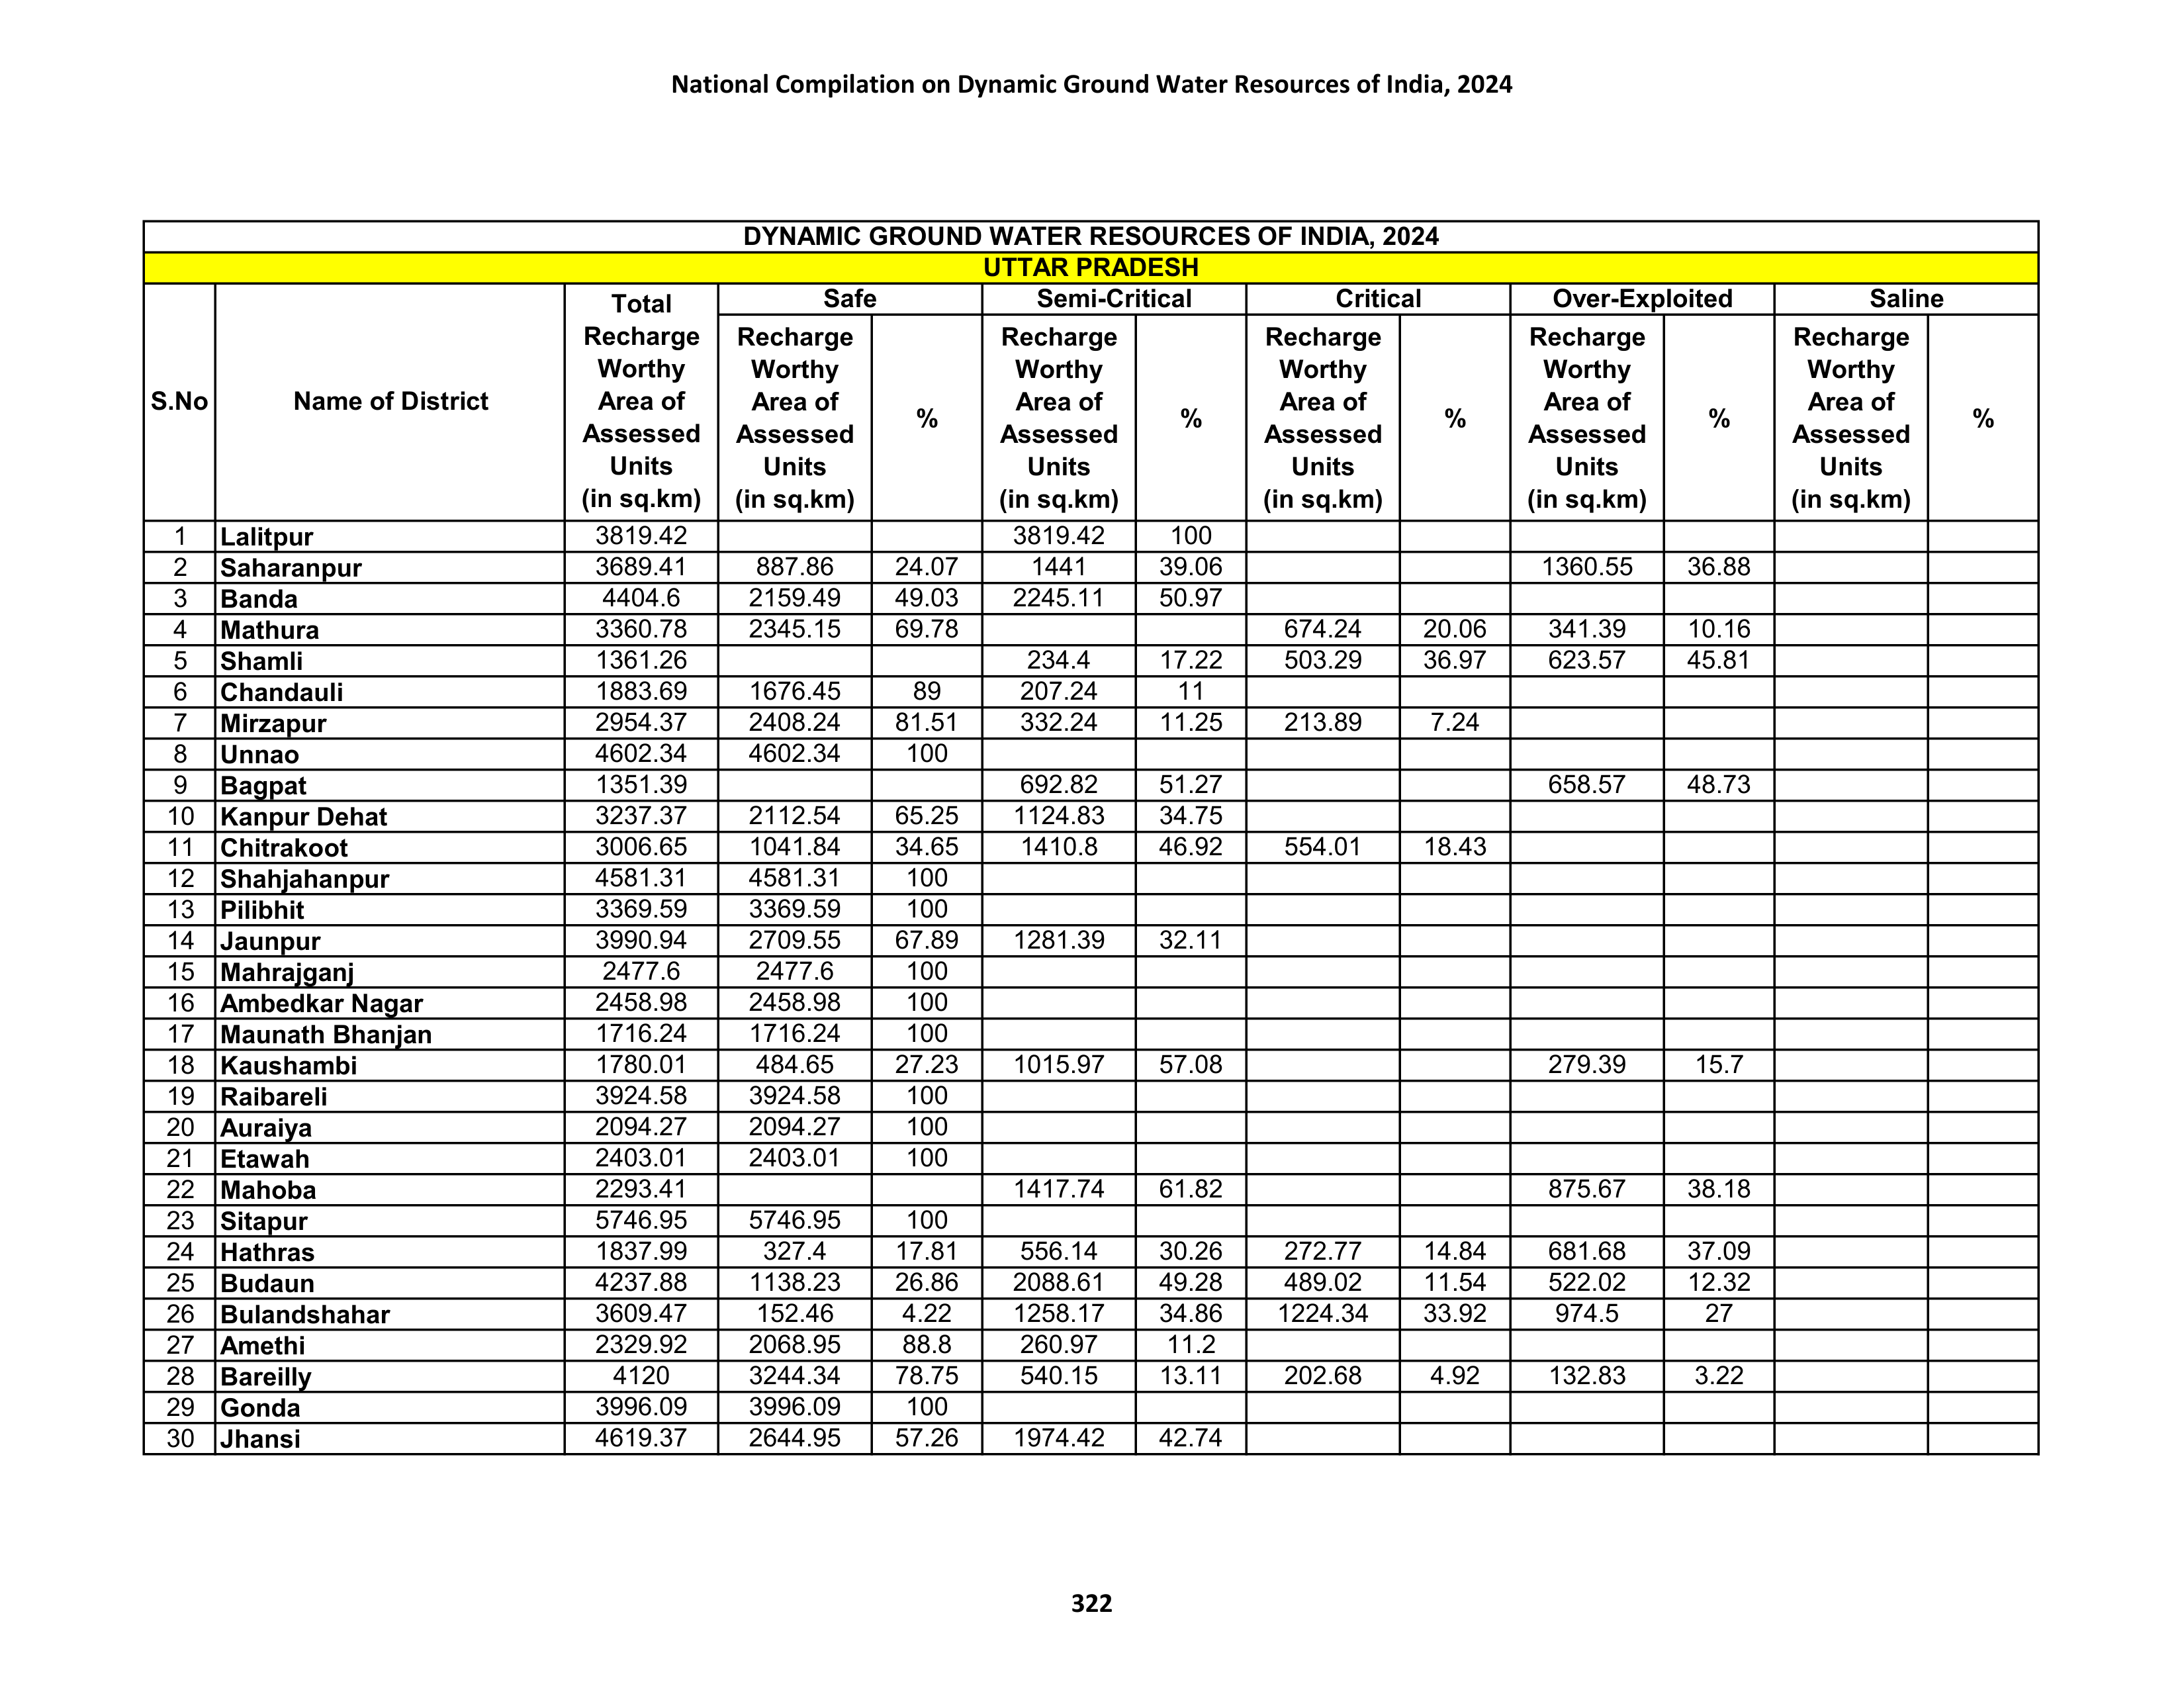 National Compilation on Dynamic Ground Water Resources of India, 2024
DYNAMIC GROUND WATER RESOURCES OF INDIA, 2024
UTTAR PRADESH
S.No Name of District Total Recharge Worthy Area of Assessed Units (in sq.km) Safe Semi-Critical Critical Over-Exploited Saline
Recharge Worthy Area of Assessed Units (in sq.km) % Recharge Worthy Area of Assessed Units (in sq.km) % Recharge Worthy Area of Assessed Units (in sq.km) % Recharge Worthy Area of Assessed Units (in sq.km) % Recharge Worthy Area of Assessed Units (in sq.km) %
1 Lalitpur 3819.42 3819.42 100
2 Saharanpur 3689.41 887.86 24.07 1441 39.06 1360.55 36.88
3 Banda 4404.6 2159.49 49.03 2245.11 50.97
4 Mathura 3360.78 2345.15 69.78 674.24 20.06 341.39 10.16
5 Shamli 1361.26 234.4 17.22 503.29 36.97 623.57 45.81
6 Chandauli 1883.69 1676.45 89 207.24 11
7 Mirzapur 2954.37 2408.24 81.51 332.24 11.25 213.89 7.24
8 Unnao 4602.34 4602.34 100
9 Bagpat 1351.39 692.82 51.27 658.57 48.73
10 Kanpur Dehat 3237.37 2112.54 65.25 1124.83 34.75
11 Chitrakoot 3006.65 1041.84 34.65 1410.8 46.92 554.01 18.43
12 Shahjahanpur 4581.31 4581.31 100
13 Pilibhit 3369.59 3369.59 100
14 Jaunpur 3990.94 2709.55 67.89 1281.39 32.11
15 Mahrajganj 2477.6 2477.6 100
16 Ambedkar Nagar 2458.98 2458.98 100
17 Maunath Bhanjan 1716.24 1716.24 100
18 Kaushambi 1780.01 484.65 27.23 1015.97 57.08 279.39 15.7
19 Raibareli 3924.58 3924.58 100
20 Auraiya 2094.27 2094.27 100
21 Etawah 2403.01 2403.01 100
22 Mahoba 2293.41 1417.74 61.82 875.67 38.18
23 Sitapur 5746.95 5746.95 100
24 Hathras 1837.99 327.4 17.81 556.14 30.26 272.77 14.84 681.68 37.09
25 Budaun 4237.88 1138.23 26.86 2088.61 49.28 489.02 11.54 522.02 12.32
26 Bulandshahar 3609.47 152.46 4.22 1258.17 34.86 1224.34 33.92 974.5 27
27 Amethi 2329.92 2068.95 88.8 260.97 11.2
28 Bareilly 4120 3244.34 78.75 540.15 13.11 202.68 4.92 132.83 3.22
29 Gonda 3996.09 3996.09 100
30 Jhansi 4619.37 2644.95 57.26 1974.42 42.74
322